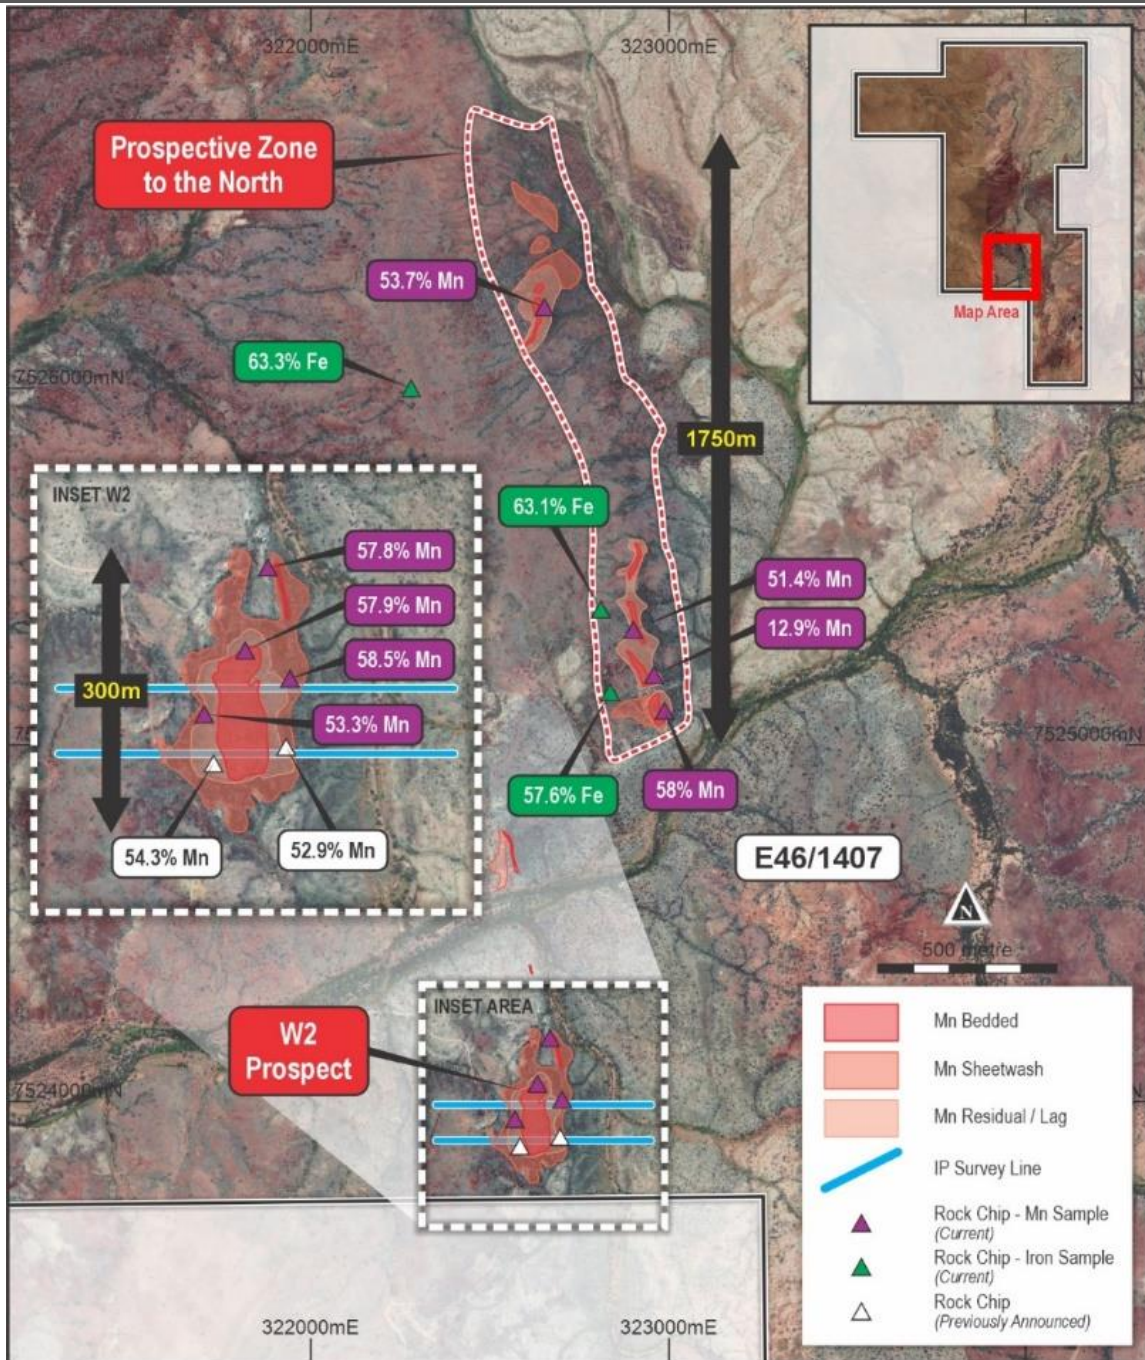 322000mE
323000mE
Prospective Zone
to the North
Map Area
53.7% Mn
63.3% Fe
7526000mN
1750m
INSET W2
63.1% Fe
57.8% Mn
51.4% Mn
57.9% Mn
12.9% Mn
58.5% Mn
300m
53.3% Mn
7525000mN
57.6% Fe
58% Mn
54.3% Mn
52.9% Mn
E46/1407
N
500 metre
INSET AREA
W2
Prospect
7524000mN
Mn Bedded
Mn Sheetwash
Mn Residual / Lag
IP Survey Line
Rock Chip - Mn Sample
(Current)
Rock Chip - Iron Sample
(Current)
Rock Chip
(Previously Announced)
322000mE
323000mE